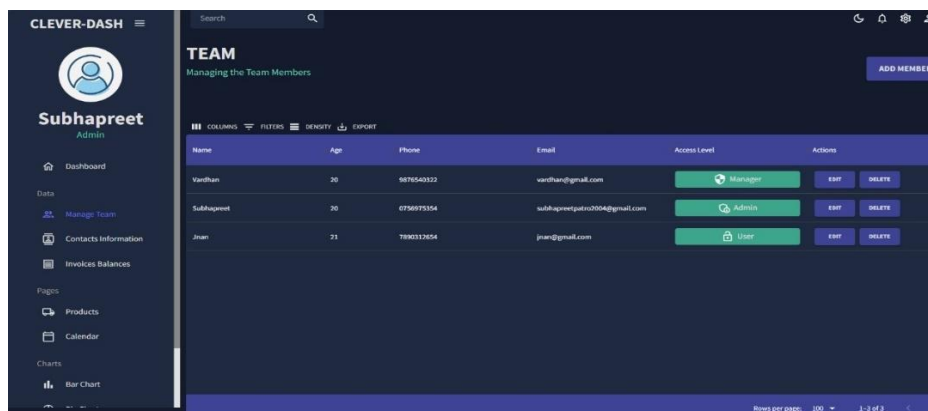 CLEVER-DASH
Search
Subhapreet
Admin
Dashboard
Data
Manage Team
Contacts Information
Invoices Balances
Pages
Products
Calendar
Charts
Bar Chart
TEAM
Managing the Team Members
ADD MEMBER
COLUMNS FILTERS DENSITY EXPORT
Name Age Phone Email Access Level Actions
Vardhan 20 9876540322 vardhan@gmail.com Manager EDIT DELETE
Subhapreet 20 0756975354 subhapreetpatro2004@gmail.com Admin EDIT DELETE
Jnan 21 7890312654 jnan@gmail.com User EDIT DELETE
Rows per page: 100 1–3 of 3